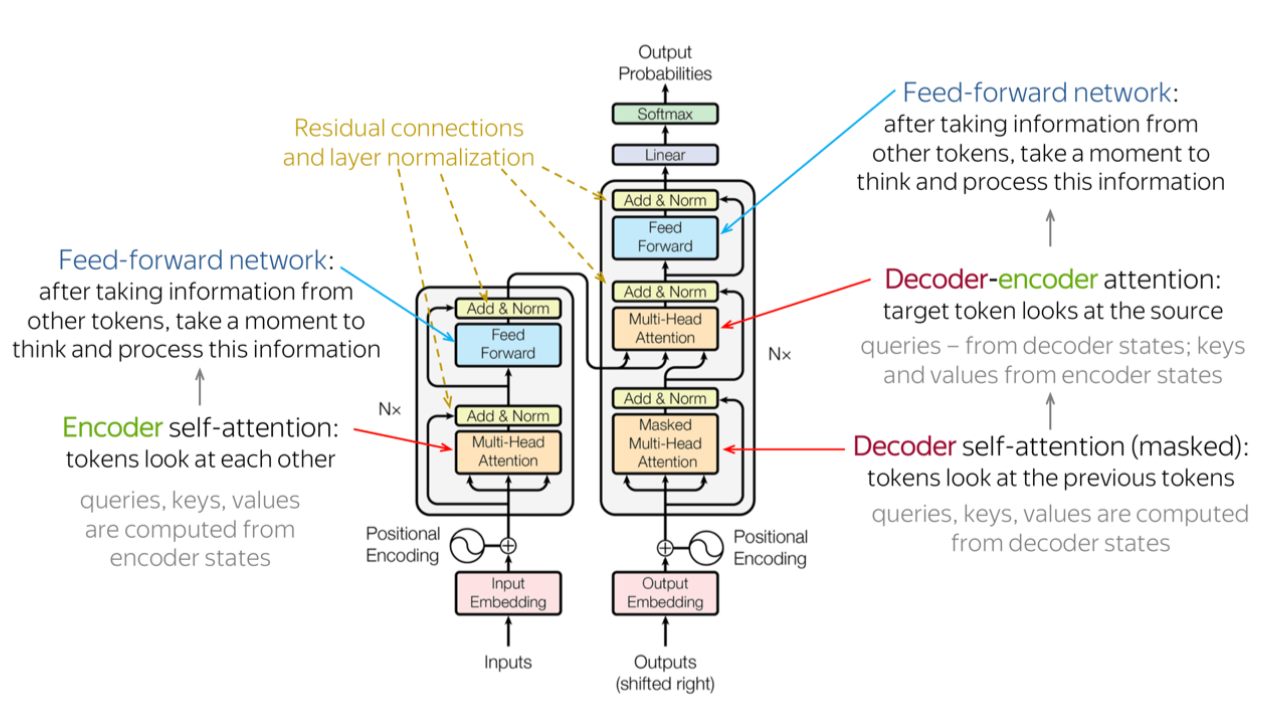 Output
Probabilities
Softmax
Linear
Add & Norm
Feed
Forward
Add & Norm
Multi-Head
Attention
Add & Norm
Masked
Multi-Head
Attention
Nx
Positional
Encoding
Output
Embedding
Outputs
(shifted right)
Add & Norm
Feed
Forward
Add & Norm
Multi-Head
Attention
Nx
Positional
Encoding
Input
Embedding
Inputs
Residual connections
and layer normalization
Feed-forward network:
after taking information from
other tokens, take a moment to
think and process this information
Encoder self-attention:
tokens look at each other
queries, keys, values
are computed from
encoder states
Feed-forward network:
after taking information from
other tokens, take a moment to
think and process this information
Decoder-encoder attention:
target token looks at the source
queries – from decoder states; keys
and values from encoder states
Decoder self-attention (masked):
tokens look at the previous tokens
queries, keys, values are computed
from decoder states